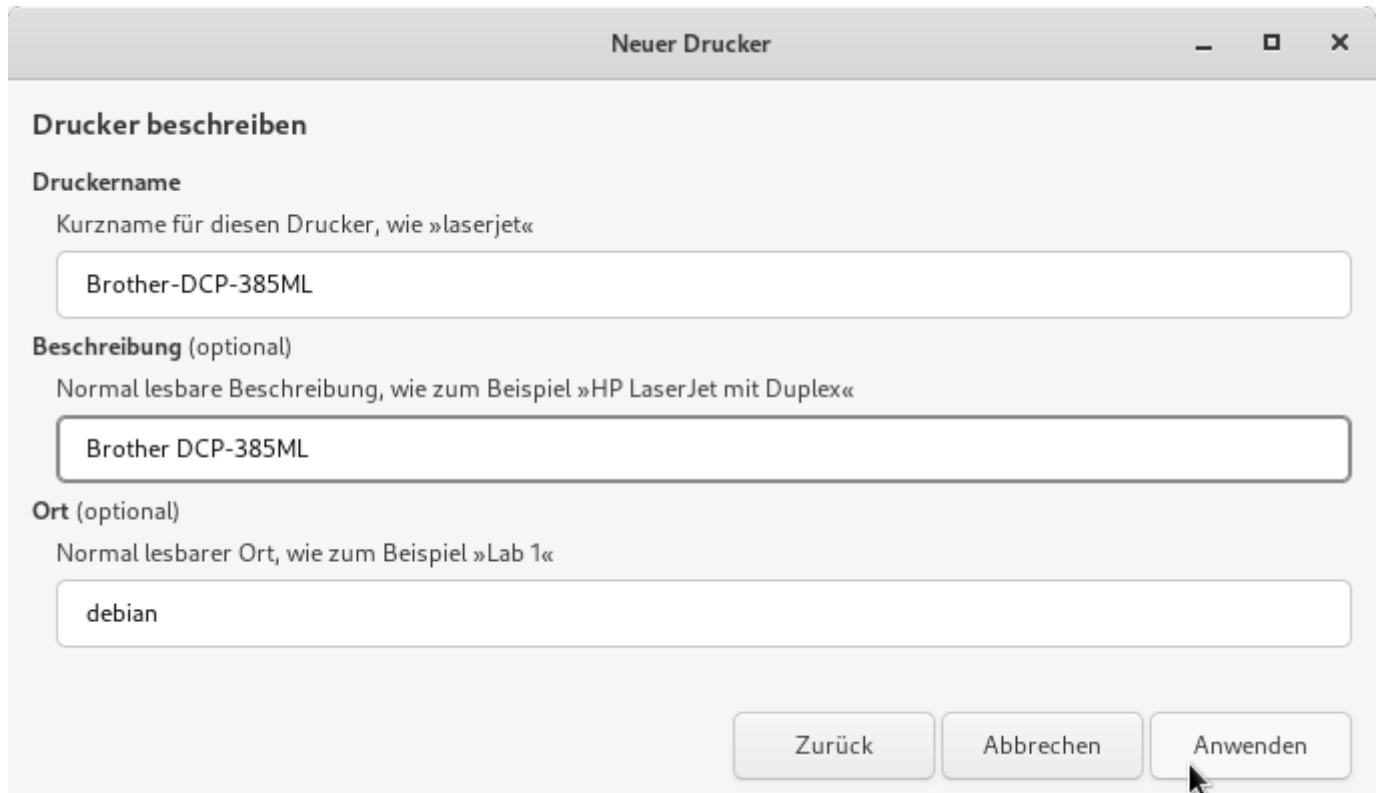 Neuer Drucker
Drucker beschreiben
Druckername
Kurzname für diesen Drucker, wie »laserjet«
Brother-DCP-385ML
Beschreibung (optional)
Normal lesbare Beschreibung, wie zum Beispiel »HP LaserJet mit Duplex«
Brother DCP-385ML
Ort (optional)
Normal lesbarer Ort, wie zum Beispiel »Lab 1«
debian
Zurück Abbrechen Anwenden